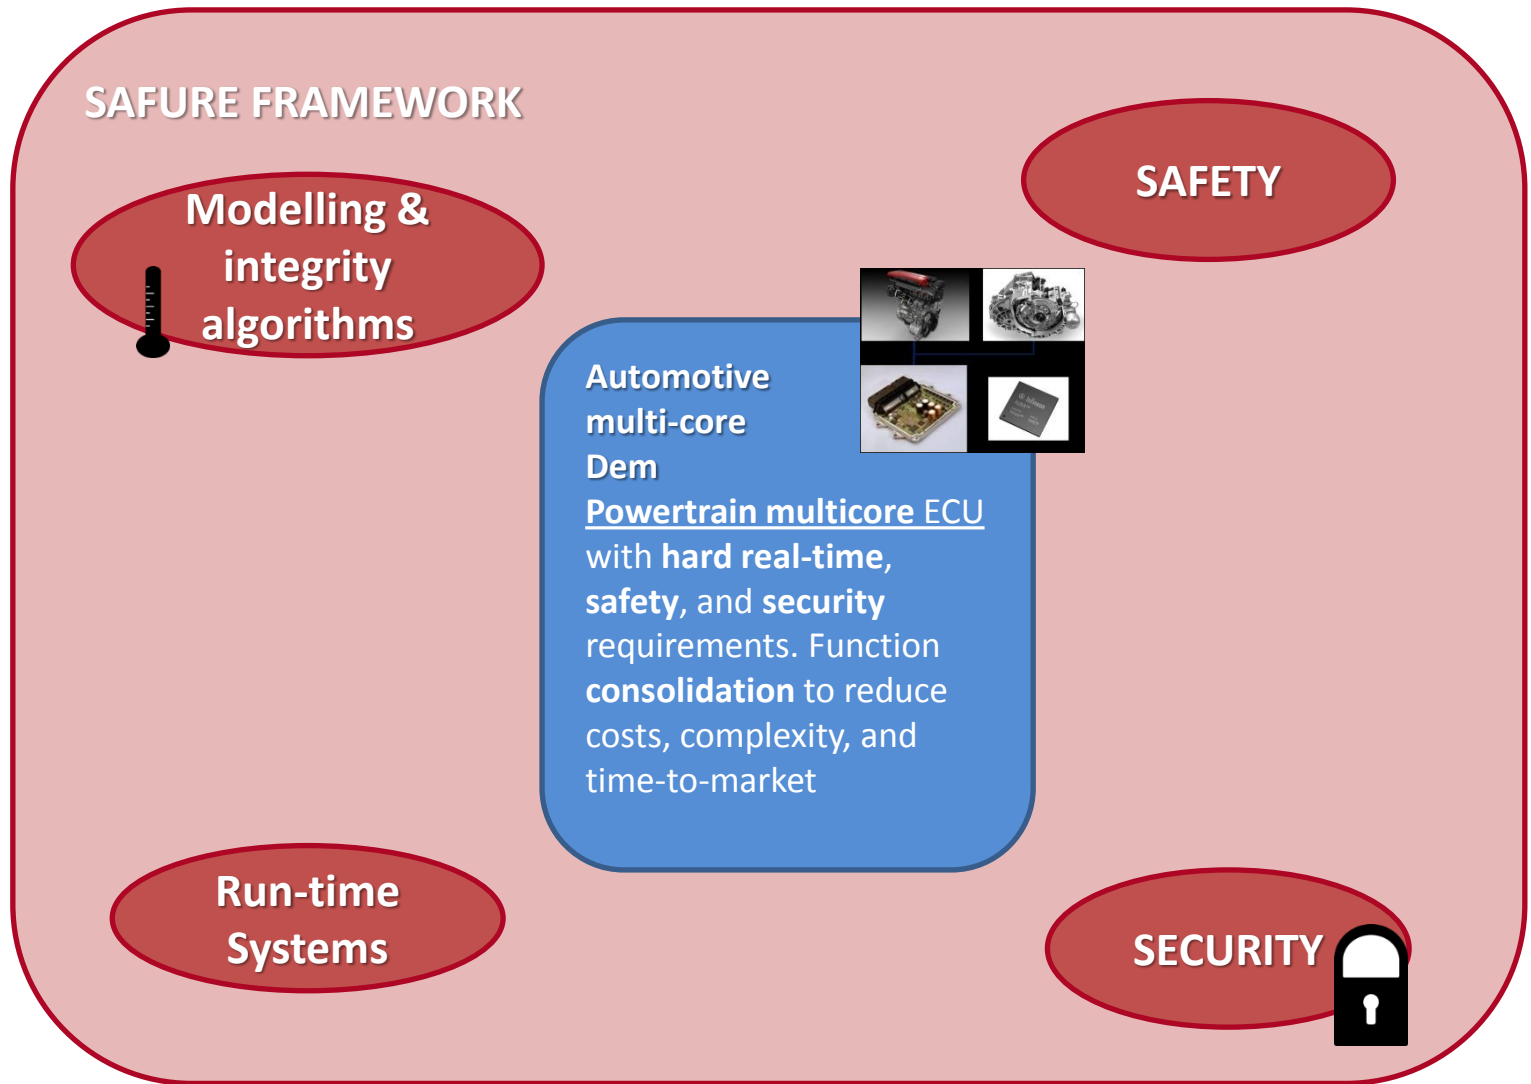 SAFURE FRAMEWORK
SAFETY
Modelling &
integrity
algorithms
Automotive
multi-core
Dem
Powertrain multicore ECU
with hard real-time,
safety, and security
requirements. Function
consolidation to reduce
costs, complexity, and
time-to-market
Infineon
Run-time
Systems
SECURITY